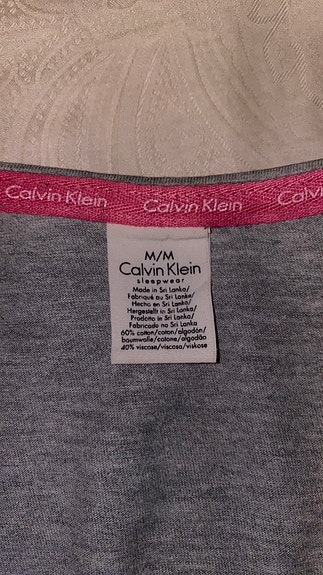 Calvin Klein Calvin Klein Calvin Klein
M/M
Calvin Klein
sleepwear
Made in Sri Lanka/
Fabriqué au Sri Lanka/
Hecho en Sri Lanka/
Hergestellt in Sri Lanka/
Prodotto in Sri Lanka/
Fabricado no Sri Lanka
60% cotton/coton/algodón/
baumwolle/cotone/algodão
40% viscose/viscosa/viskose